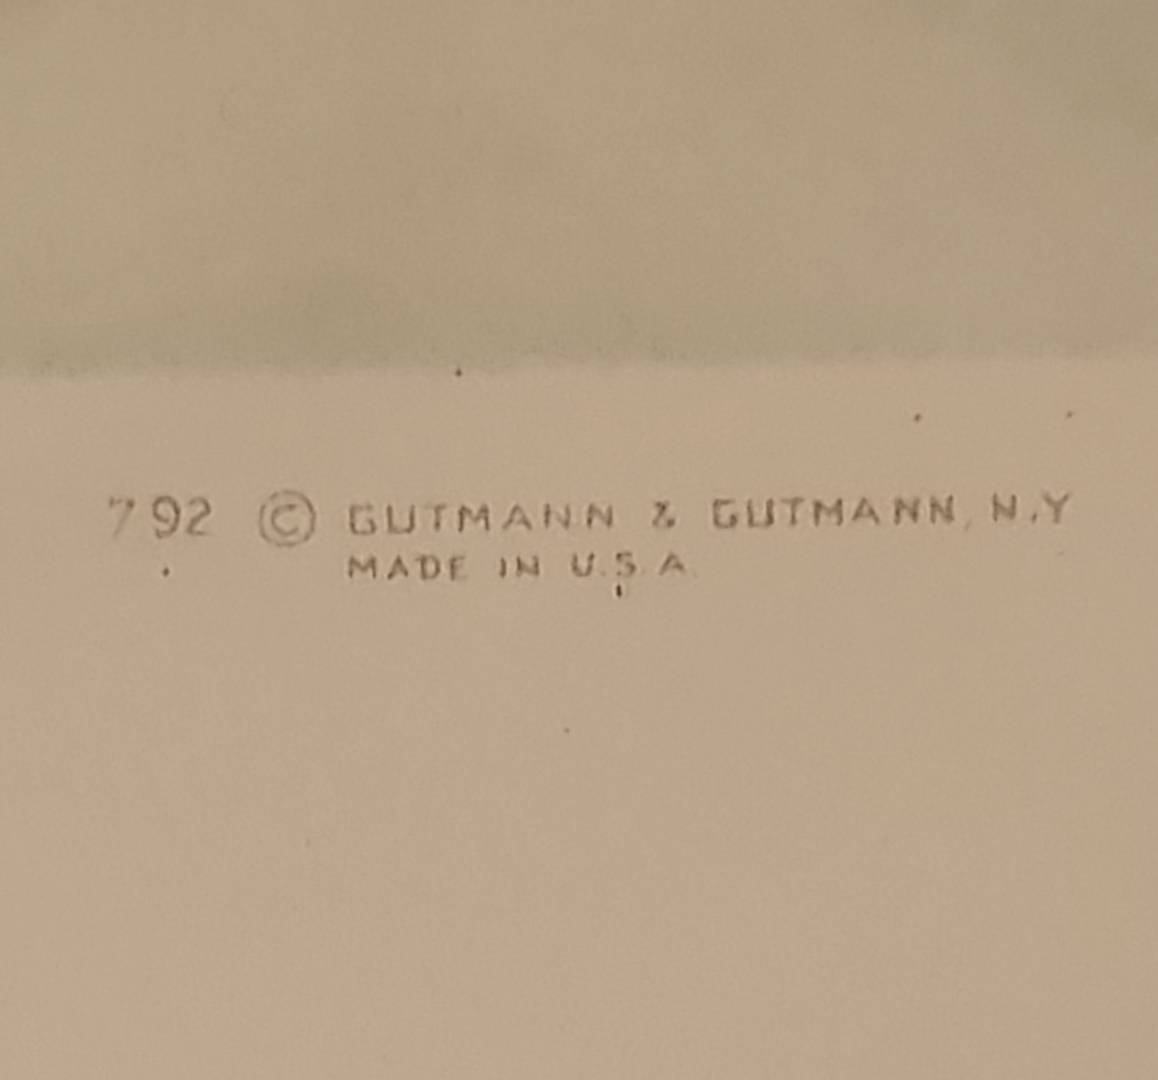 792 © GUTMANN & GUTMANN, N.Y
MADE IN U.S.A.